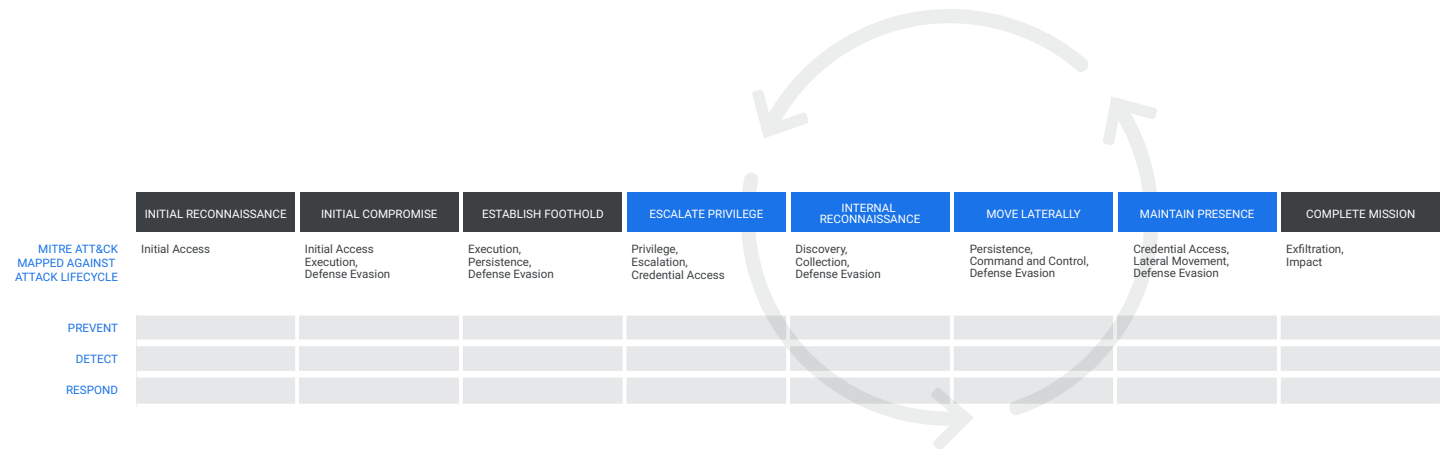 INITIAL RECONNAISSANCE
INITIAL COMPROMISE
ESTABLISH FOOTHOLD
ESCALATE PRIVILEGE
INTERNAL
RECONNAISSANCE
MOVE LATERALLY
MAINTAIN PRESENCE
COMPLETE MISSION
MITRE ATT&CK
MAPPED AGAINST
ATTACK LIFECYCLE
Initial Access
Initial Access
Execution,
Defense Evasion
Execution,
Persistence,
Defense Evasion
Privilege,
Escalation,
Credential Access
Discovery,
Collection,
Defense Evasion
Persistence,
Command and Control,
Defense Evasion
Credential Access,
Lateral Movement,
Defense Evasion
Exfiltration,
Impact
PREVENT
DETECT
RESPOND